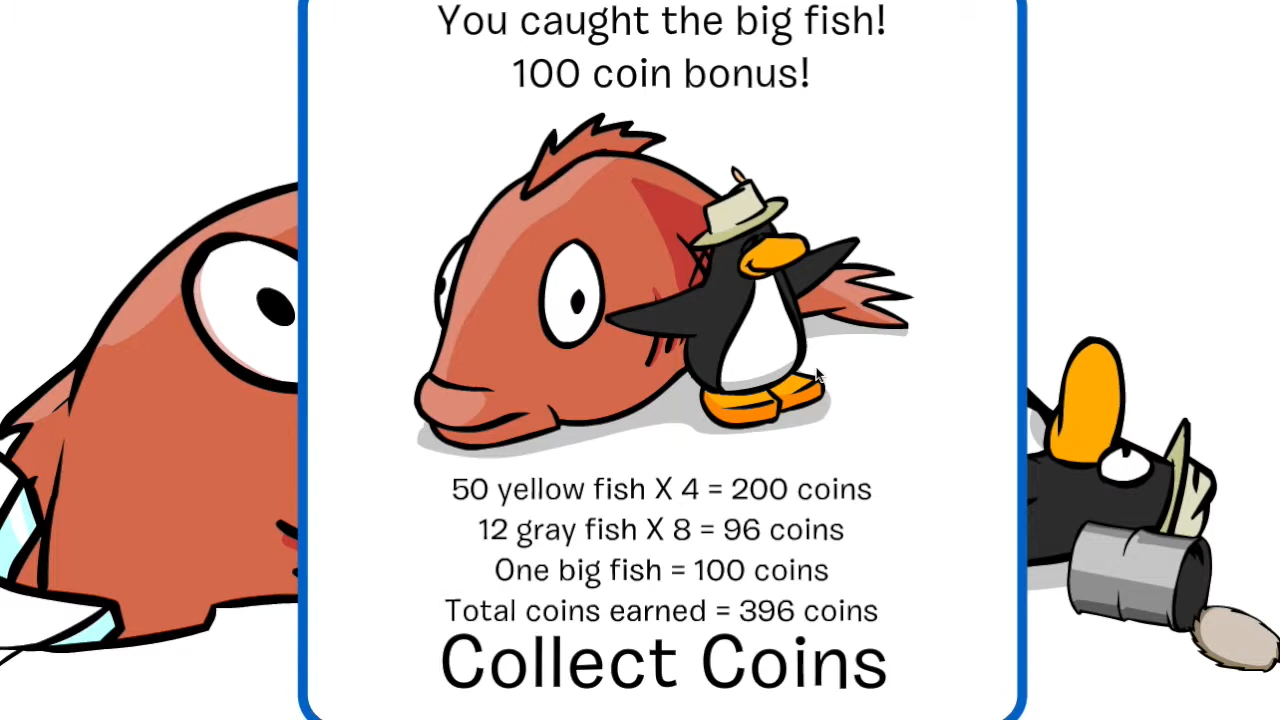 You caught the big fish!
100 coin bonus!
50 yellow fish X 4 = 200 coins
12 gray fish X 8 = 96 coins
One big fish = 100 coins
Total coins earned = 396 coins
Collect Coins